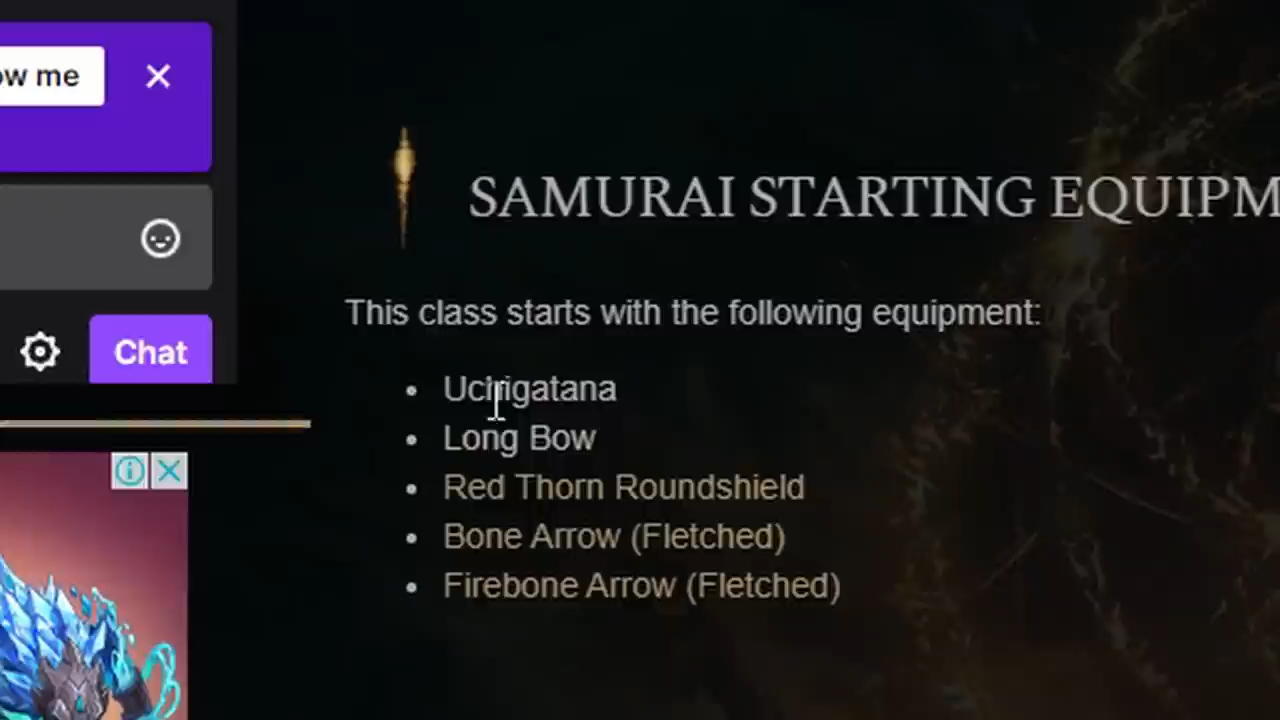 ow me
Chat
SAMURAI STARTING EQUIPM
This class starts with the following equipment:
Uchigatana
Long Bow
Red Thorn Roundshield
Bone Arrow (Fletched)
Firebone Arrow (Fletched)